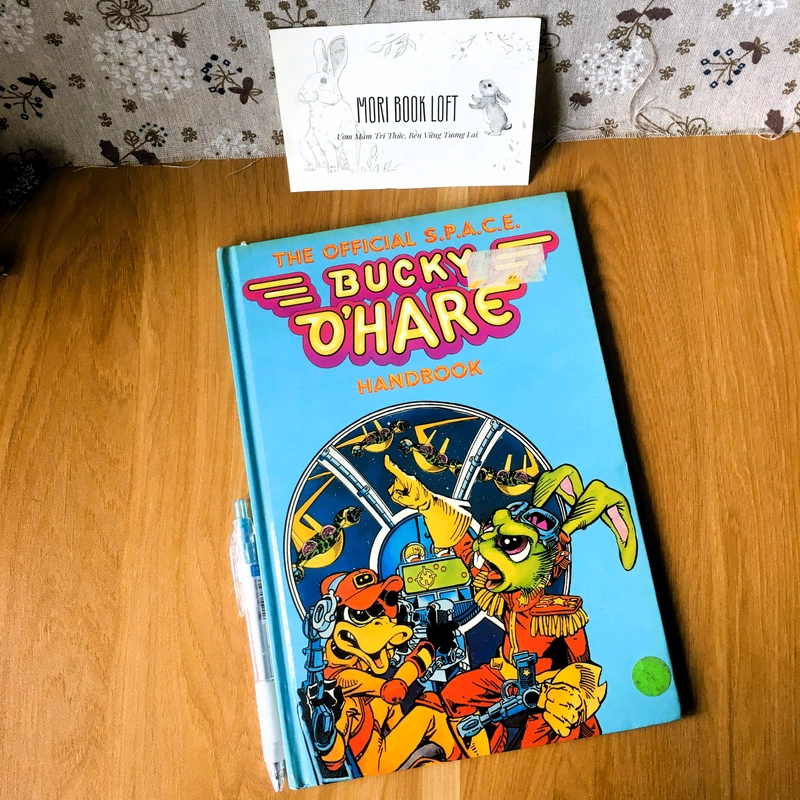 MORI BOOK LOFT
Ươm Mầm Tri Thức, Bền Vững Tương Lai
THE OFFICIAL S.P.A.C.E.
BUCKY
O'HARE
HANDBOOK